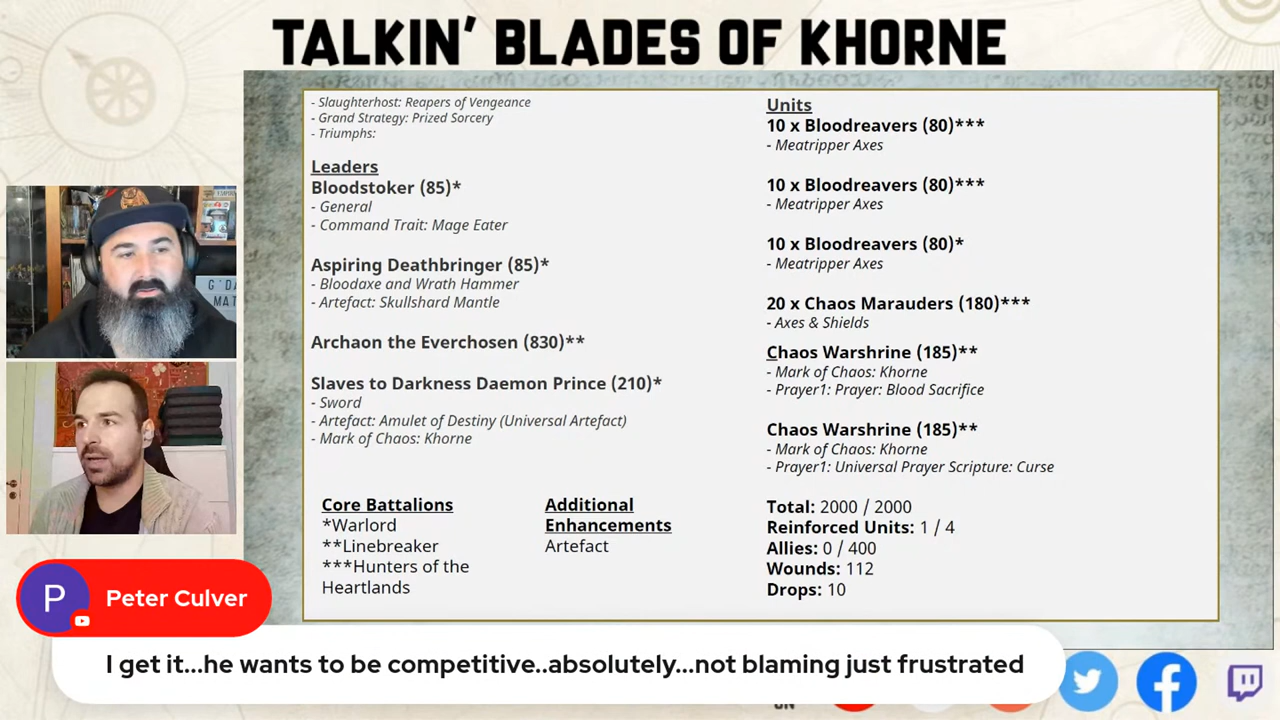 TALKIN' BLADES OF KHORNE
- Slaughterhost: Reapers of Vengeance
- Grand Strategy: Prized Sorcery
- Triumphs:
Leaders
Bloodstoker (85)*
- General
- Command Trait: Mage Eater
Aspiring Deathbringer (85)*
- Bloodaxe and Wrath Hammer
- Artefact: Skullshard Mantle
Archaon the Everchosen (830)**
Slaves to Darkness Daemon Prince (210)*
- Sword
- Artefact: Amulet of Destiny (Universal Artefact)
- Mark of Chaos: Khorne
Core Battalions
*Warlord
**Linebreaker
***Hunters of the
Heartlands
Additional
Enhancements
Artefact
Units
10 x Bloodreavers (80)***
- Meatripper Axes
10 x Bloodreavers (80)***
- Meatripper Axes
10 x Bloodreavers (80)*
- Meatripper Axes
20 x Chaos Marauders (180)***
- Axes & Shields
Chaos Warshrine (185)**
- Mark of Chaos: Khorne
- Prayer1: Prayer: Blood Sacrifice
Chaos Warshrine (185)**
- Mark of Chaos: Khorne
- Prayer1: Universal Prayer Scripture: Curse
Total: 2000 / 2000
Reinforced Units: 1 / 4
Allies: 0 / 400
Wounds: 112
Drops: 10
G'DA
MAT
P
Peter Culver
I get it...he wants to be competitive..absolutely...not blaming just frustrated